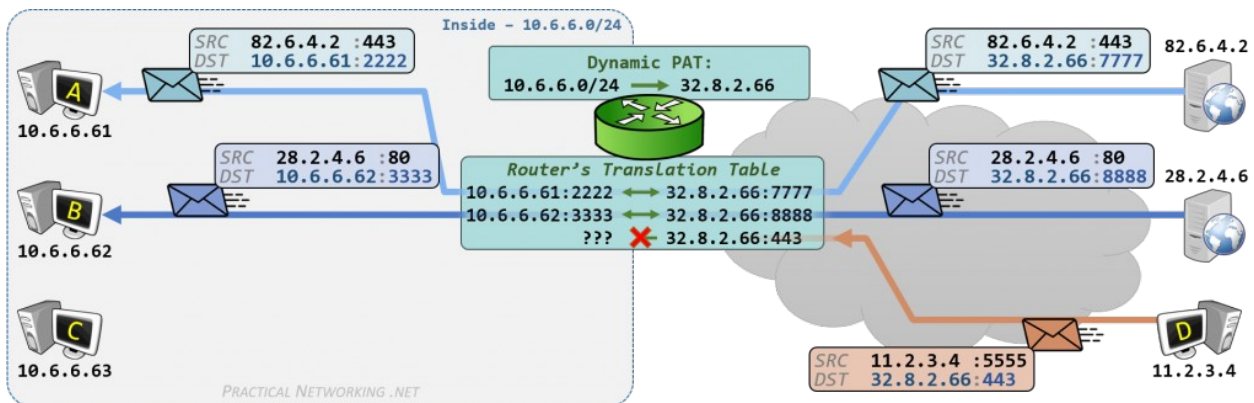 Inside – 10.6.6.0/24
SRC 82.6.4.2 :443
DST 10.6.6.61:2222
A
10.6.6.61
Dynamic PAT:
10.6.6.0/24 → 32.8.2.66
SRC 82.6.4.2 :443
DST 32.8.2.66:7777
82.6.4.2
SRC 28.2.4.6 :80
DST 10.6.6.62:3333
B
10.6.6.62
Router's Translation Table
10.6.6.61:2222 ↔ 32.8.2.66:7777
10.6.6.62:3333 ↔ 32.8.2.66:8888
??? 32.8.2.66:443
SRC 28.2.4.6 :80
DST 32.8.2.66:8888
28.2.4.6
C
10.6.6.63
SRC 11.2.3.4 :5555
DST 32.8.2.66:443
D
11.2.3.4
PRACTICAL NETWORKING .NET